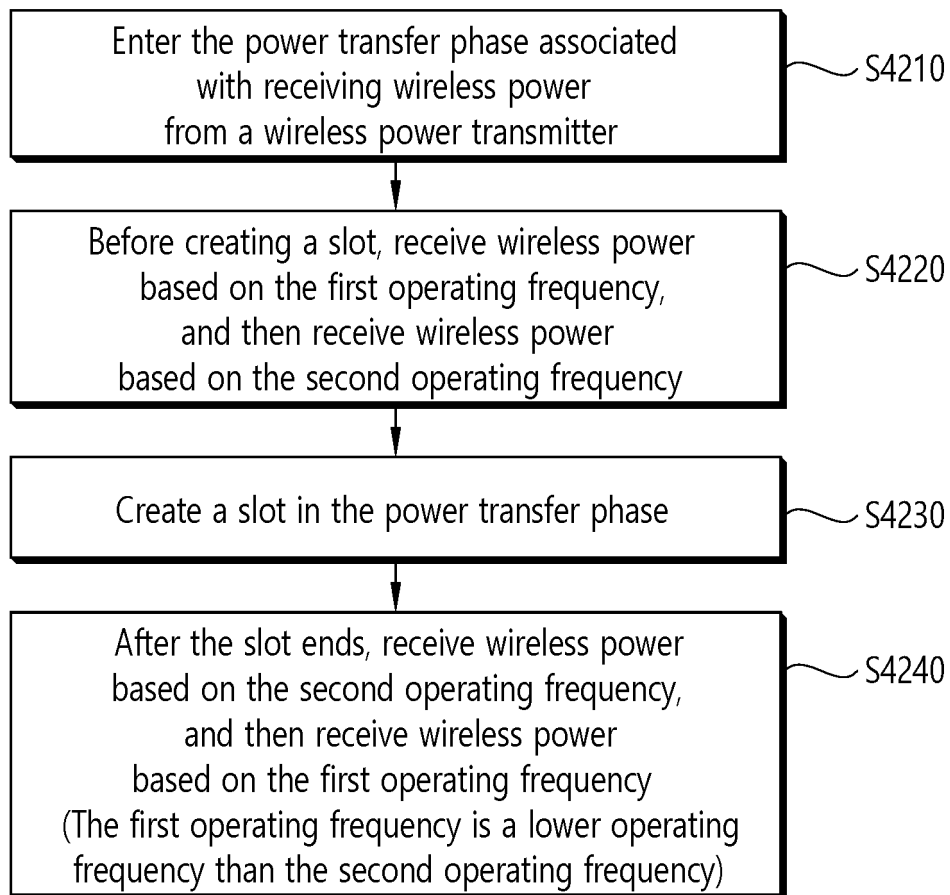 Enter the power transfer phase associated
with receiving wireless power
from a wireless power transmitter
S4210
Before creating a slot, receive wireless power
based on the first operating frequency,
and then receive wireless power
based on the second operating frequency
S4220
Create a slot in the power transfer phase
S4230
After the slot ends, receive wireless power
based on the second operating frequency,
and then receive wireless power
based on the first operating frequency
(The first operating frequency is a lower operating
frequency than the second operating frequency)
S4240